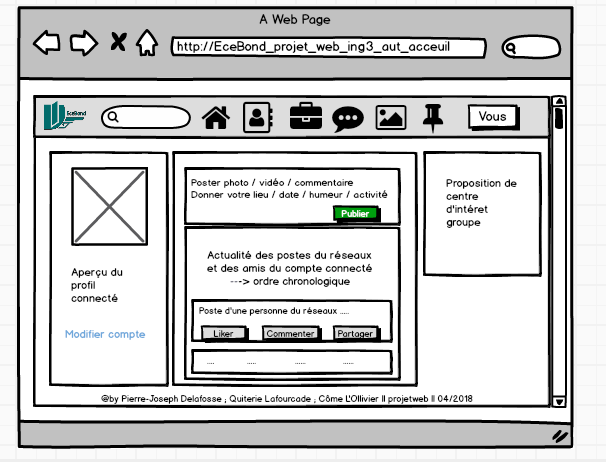 A Web Page
http://EceBond_projet_web_ing3_aut_acceuil
EceBond
Vous
Aperçu du
profil
connecté
Modifier compte
Poster photo / vidéo / commentaire
Donner votre lieu / date / humeur / activité
Publier
Actualité des postes du réseaux
et des amis du compte connecté
---> ordre chronologique
Poste d'une personne du réseaux .....
Liker Commenter Partager
.... ..... ...... .....
Proposition de
centre
d'intéret
groupe
@by Pierre-Joseph Delafosse ; Quiterie Lafourcade ; Côme L'Ollivier II projetweb II 04/2018